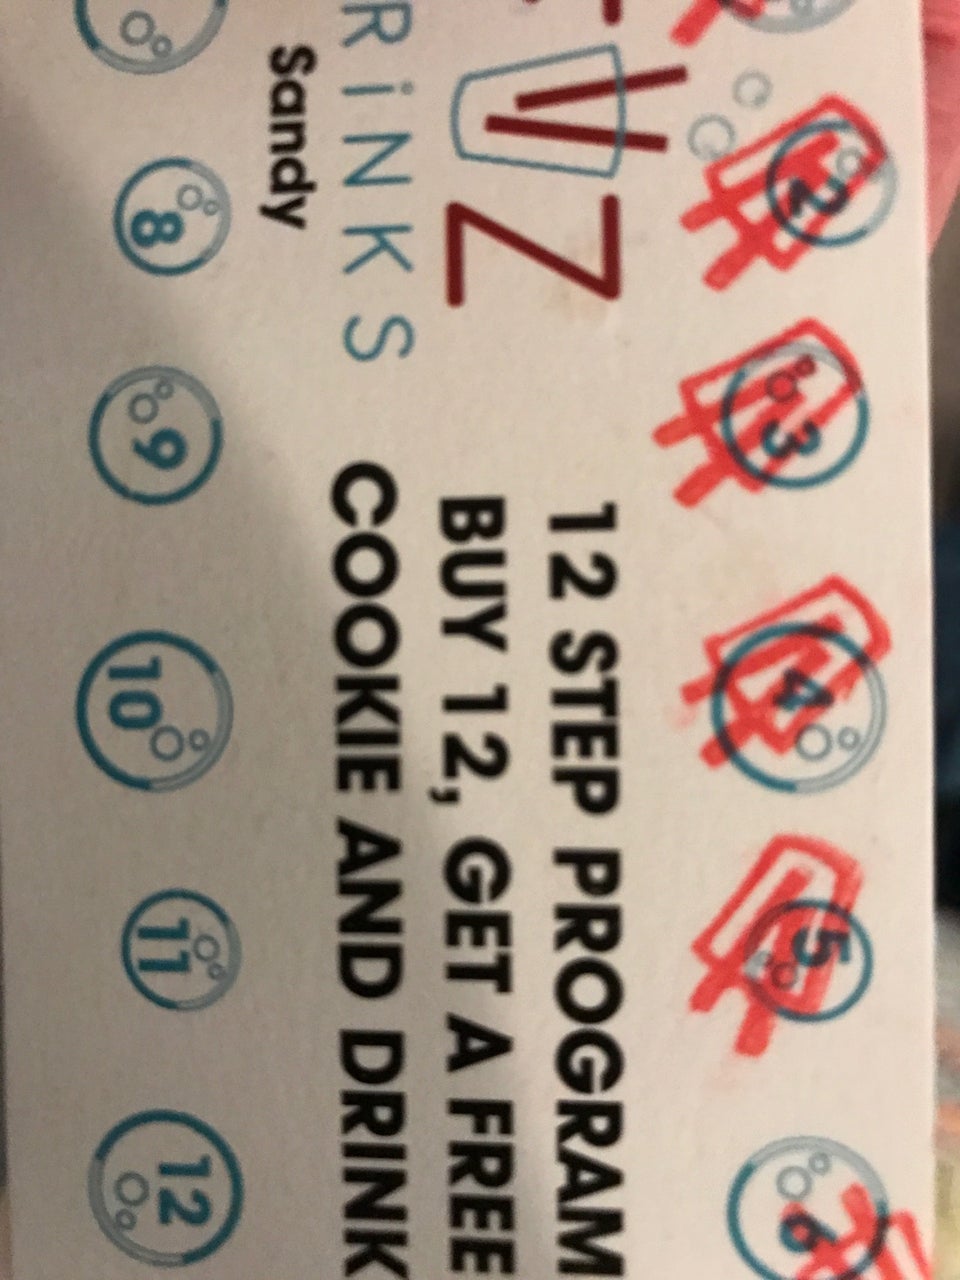 2 3 4 5 6
Z
RiNKS
Sandy
12 STEP PROGRAM
BUY 12, GET A FREE
COOKIE AND DRINK
8 9 10 11 12